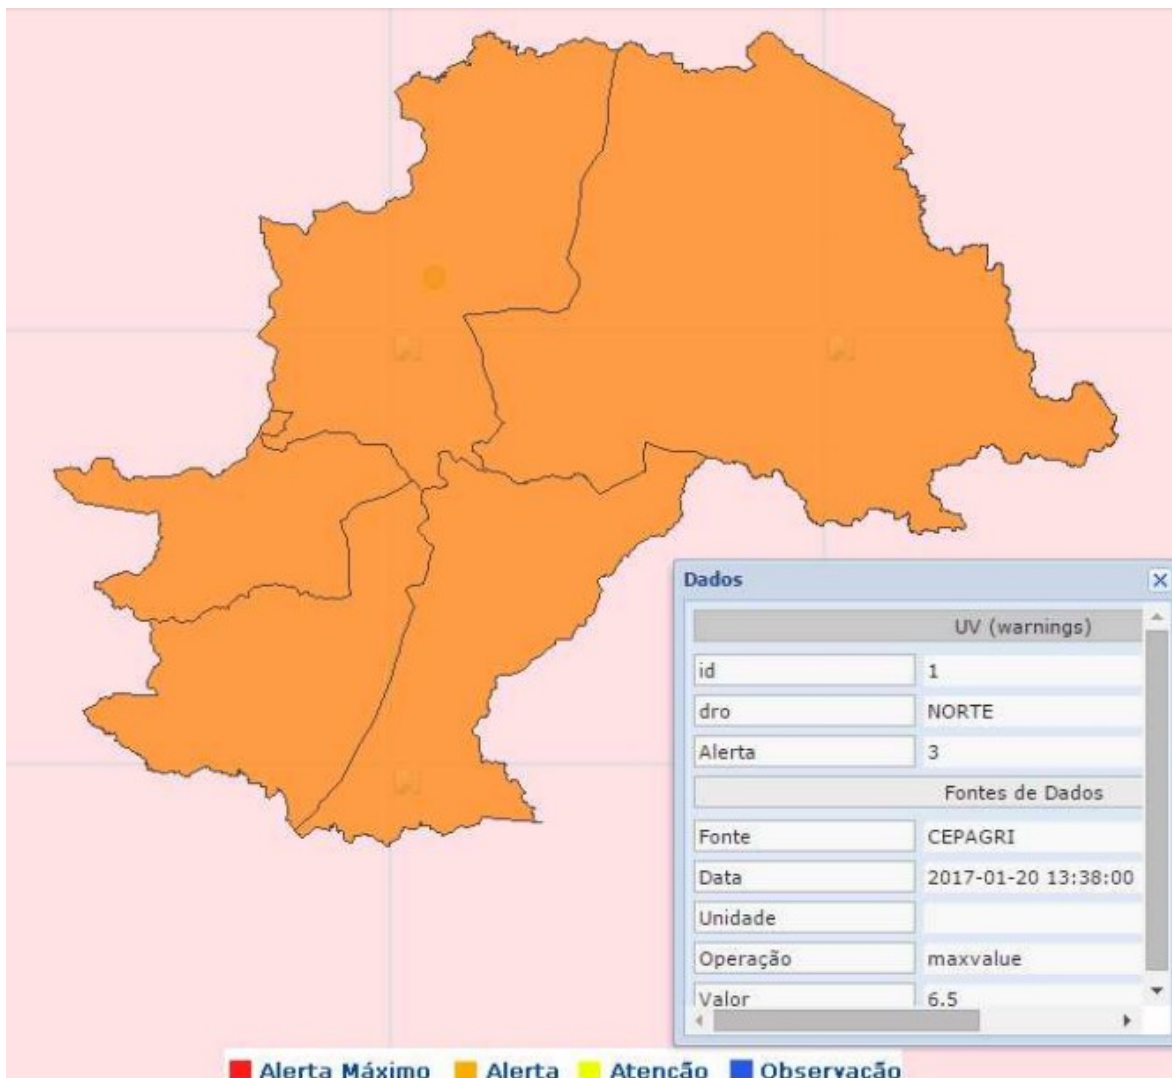 Dados
UV (warnings)
id 1
dro NORTE
Alerta 3
Fontes de Dados
Fonte CEPAGRI
Data 2017-01-20 13:38:00
Unidade
Operação maxvalue
Valor 6.5
Alerta Máximo Alerta Atenção Observação